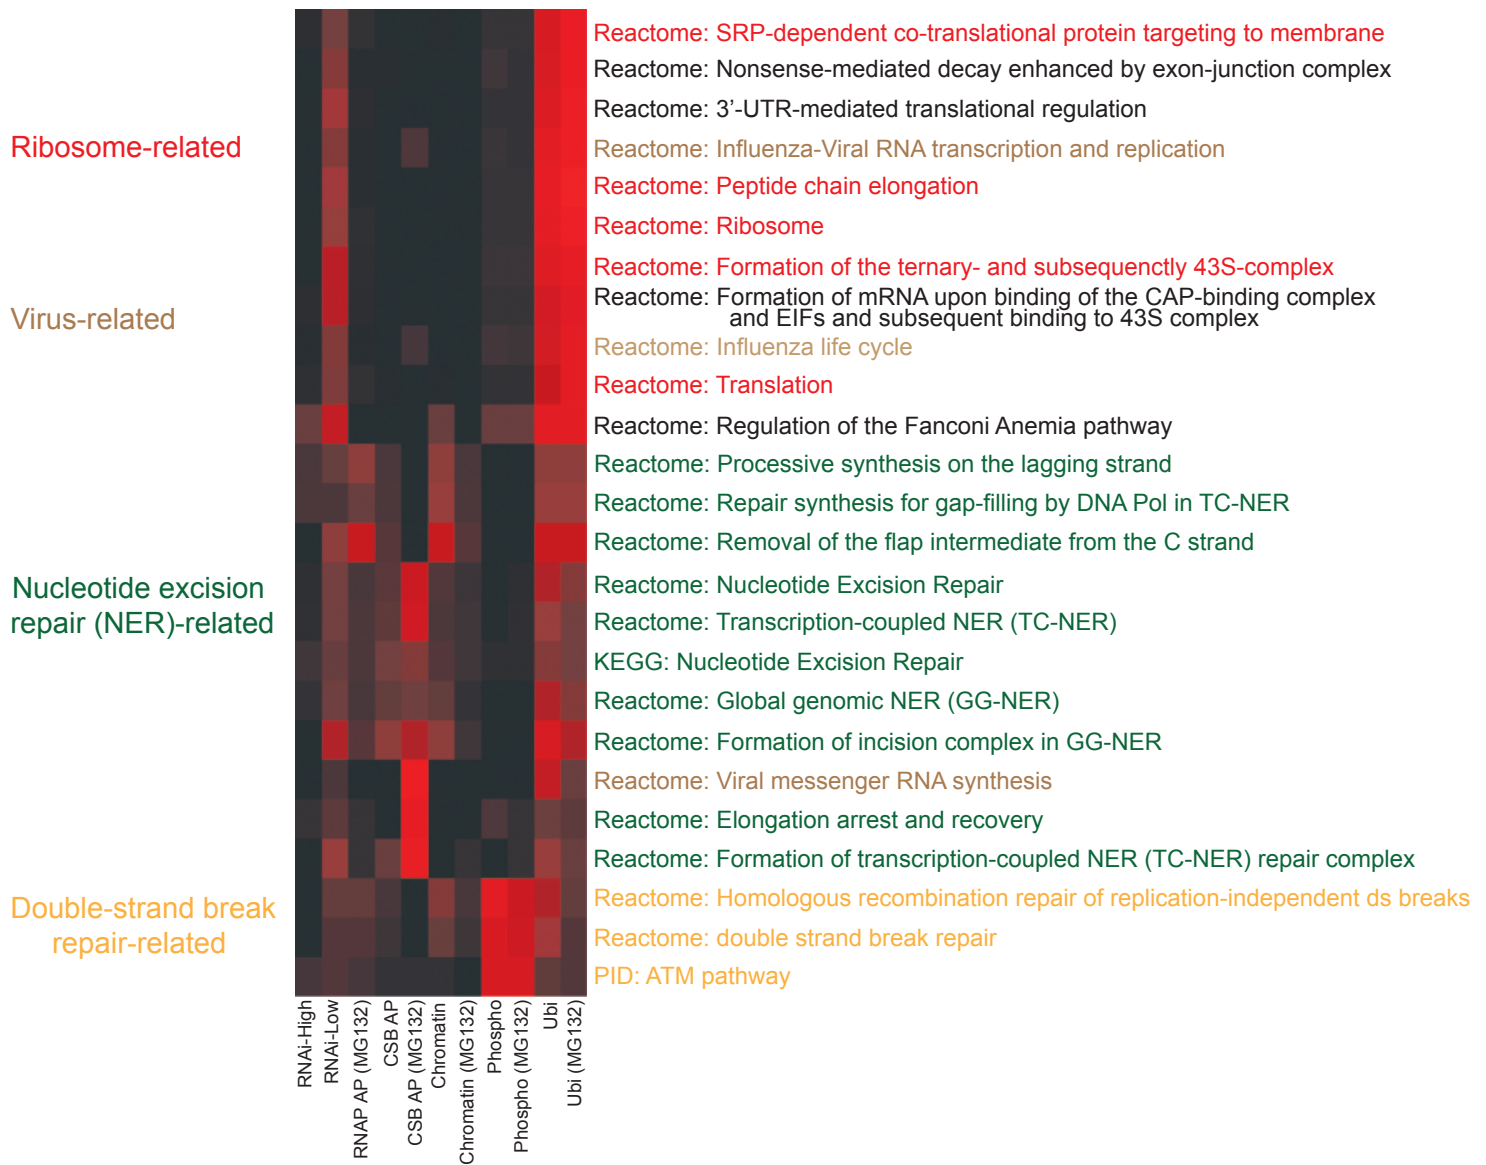 Reactome: SRP-dependent co-translational protein targeting to membrane
Reactome: Nonsense-mediated decay enhanced by exon-junction complex
Reactome: 3’-UTR-mediated translational regulation
Ribosome-related
Reactome: Influenza-Viral RNA transcription and replication
Reactome: Peptide chain elongation
Reactome: Ribosome
Reactome: Formation of the ternary- and subsequenctly 43S-complex
Reactome: Formation of mRNA upon binding of the CAP-binding complex
and EIFs and subsequent binding to 43S complex
Virus-related
Reactome: Influenza life cycle
Reactome: Translation
Reactome: Regulation of the Fanconi Anemia pathway
Reactome: Processive synthesis on the lagging strand
Reactome: Repair synthesis for gap-filling by DNA Pol in TC-NER
Reactome: Removal of the flap intermediate from the C strand
Nucleotide excision
repair (NER)-related
Reactome: Nucleotide Excision Repair
Reactome: Transcription-coupled NER (TC-NER)
KEGG: Nucleotide Excision Repair
Reactome: Global genomic NER (GG-NER)
Reactome: Formation of incision complex in GG-NER
Reactome: Viral messenger RNA synthesis
Reactome: Elongation arrest and recovery
Reactome: Formation of transcription-coupled NER (TC-NER) repair complex
Double-strand break
repair-related
Reactome: Homologous recombination repair of replication-independent ds breaks
Reactome: double strand break repair
PID: ATM pathway
RNAi-High
RNAi-Low
RNAP AP (MG132)
CSB AP
CSB AP (MG132)
Chromatin
Chromatin (MG132)
Phospho
Phospho (MG132)
Ubi
Ubi (MG132)